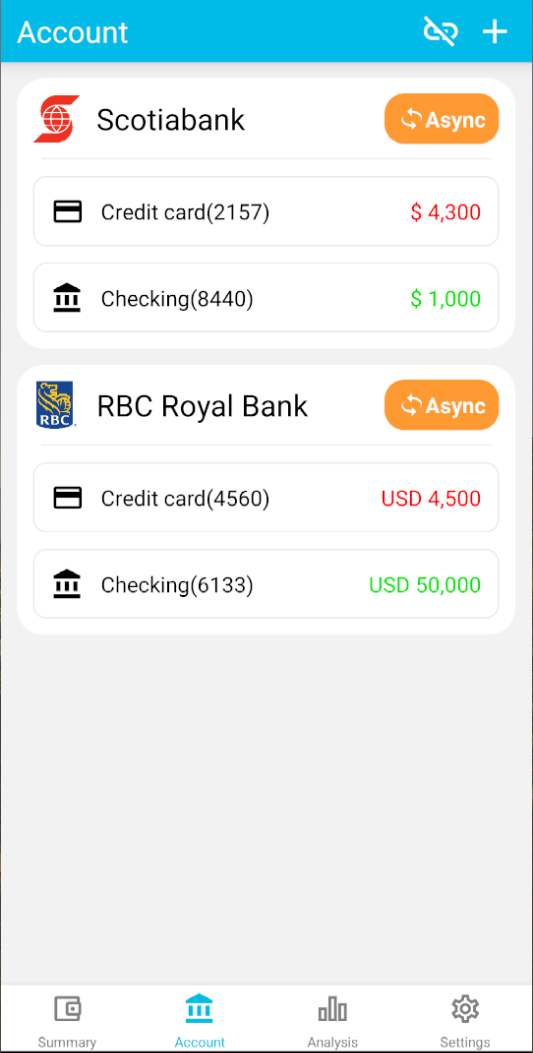 Account
Scotiabank
Async
Credit card(2157)
$ 4,300
Checking(8440)
$ 1,000
RBC
RBC Royal Bank
Async
Credit card(4560)
USD 4,500
Checking(6133)
USD 50,000
Summary
Account
Analysis
Settings